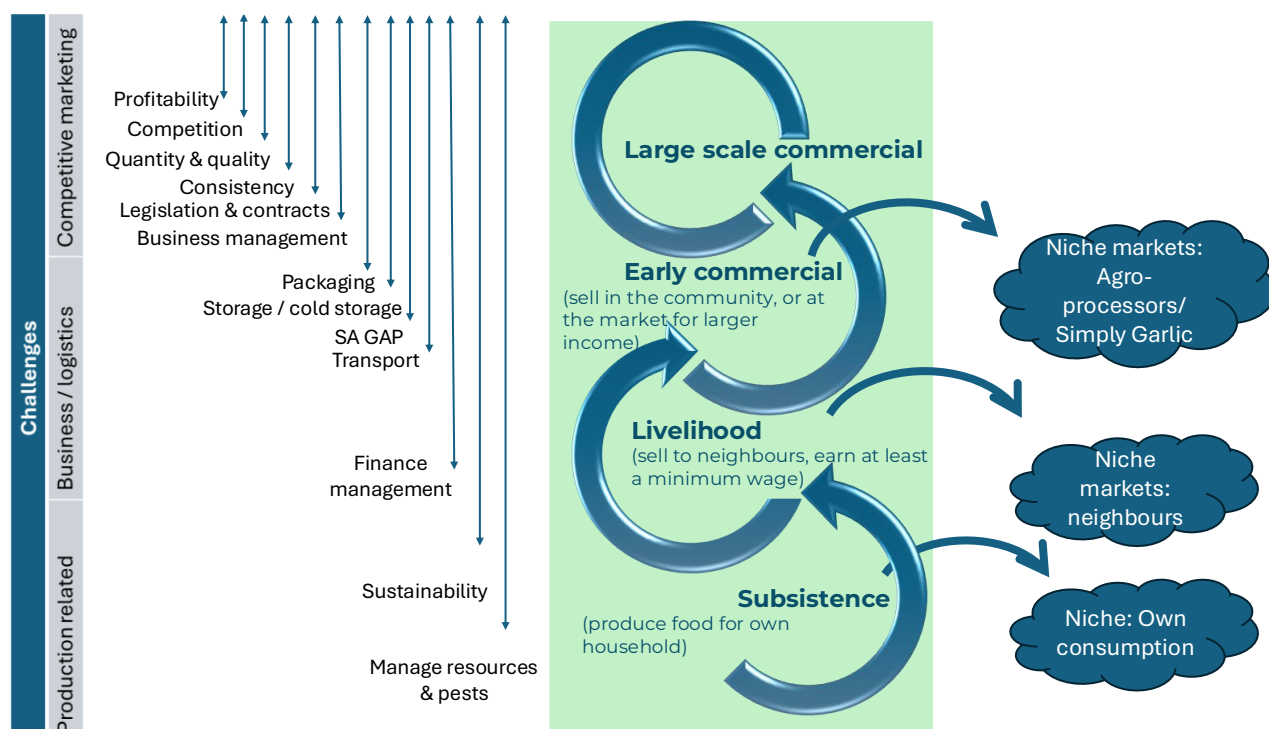 Challenges
Competitive marketing
Business / logistics
Production related
Profitability
Competition
Quantity & quality
Consistency
Legislation & contracts
Business management
Packaging
Storage / cold storage
SA GAP
Transport
Finance
management
Sustainability
Manage resources
& pests
Large scale commercial
Early commercial
(sell in the community, or at
the market for larger
income)
Livelihood
(sell to neighbours, earn at least
a minimum wage)
Subsistence
(produce food for own
household)
Niche markets:
Agro-
processors/
Simply Garlic
Niche
markets:
neighbours
Niche: Own
consumption